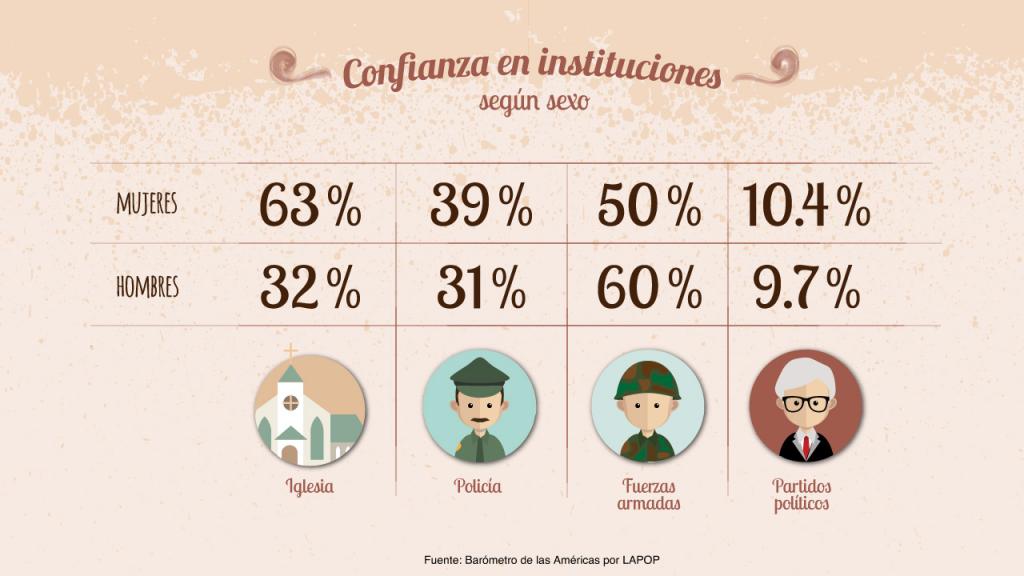 Confianza en instituciones
según sexo
MUJERES 63% 39% 50% 10.4%
HOMBRES 32% 31% 60% 9.7%
Iglesia Policía Fuerzas armadas Partidos políticos
Fuente: Barómetro de las Américas por LAPOP